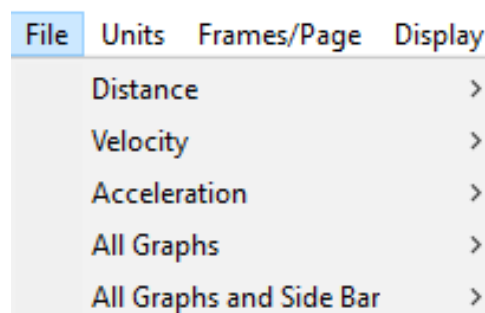 File Units Frames/Page Display
Distance >
Velocity >
Acceleration >
All Graphs >
All Graphs and Side Bar >